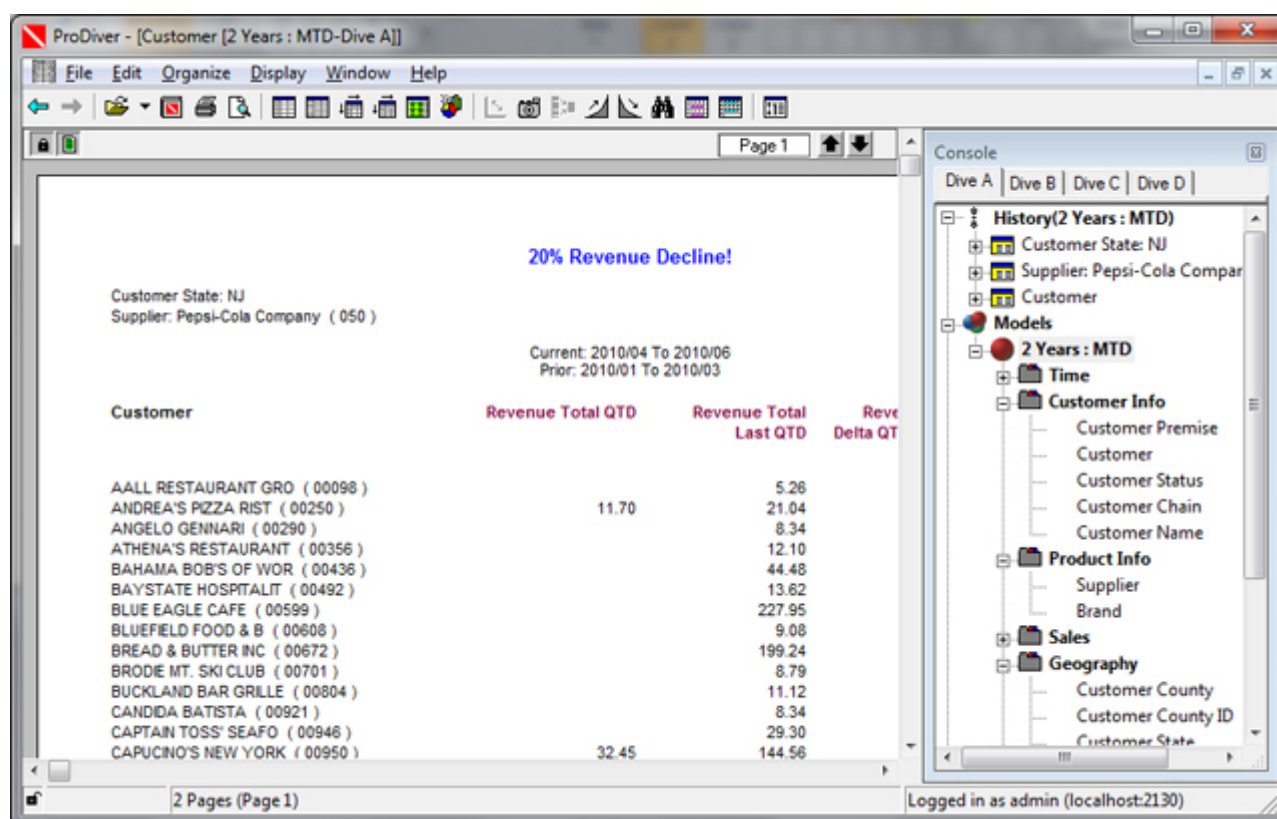 ProDiver - [Customer [2 Years : MTD-Dive A]]
File Edit Organize Display Window Help
Page 1
20% Revenue Decline!
Customer State: NJ
Supplier: Pepsi-Cola Company ( 050 )
Current: 2010/04 To 2010/06
Prior: 2010/01 To 2010/03
Customer Revenue Total QTD Revenue Total Reve
Last QTD Delta QT
AALL RESTAURANT GRO ( 00098 ) 5.26
ANDREA'S PIZZA RIST ( 00250 ) 11.70 21.04
ANGELO GENNARI ( 00290 ) 8.34
ATHENA'S RESTAURANT ( 00356 ) 12.10
BAHAMA BOB'S OF WOR ( 00436 ) 44.48
BAYSTATE HOSPITALIT ( 00492 ) 13.62
BLUE EAGLE CAFE ( 00599 ) 227.95
BLUEFIELD FOOD & B ( 00608 ) 9.08
BREAD & BUTTER INC ( 00672 ) 199.24
BRODIE MT. SKI CLUB ( 00701 ) 8.79
BUCKLAND BAR GRILLE ( 00804 ) 11.12
CANDIDA BATISTA ( 00921 ) 8.34
CAPTAIN TOSS' SEAFO ( 00946 ) 29.30
CAPUCINO'S NEW YORK ( 00950 ) 32.45 144.56
Console
Dive A Dive B Dive C Dive D
History(2 Years : MTD)
Customer State: NJ
Supplier: Pepsi-Cola Compar
Customer
Models
2 Years : MTD
Time
Customer Info
Customer Premise
Customer
Customer Status
Customer Chain
Customer Name
Product Info
Supplier
Brand
Sales
Geography
Customer County
Customer County ID
Customer State
2 Pages (Page 1)
Logged in as admin (localhost:2130)